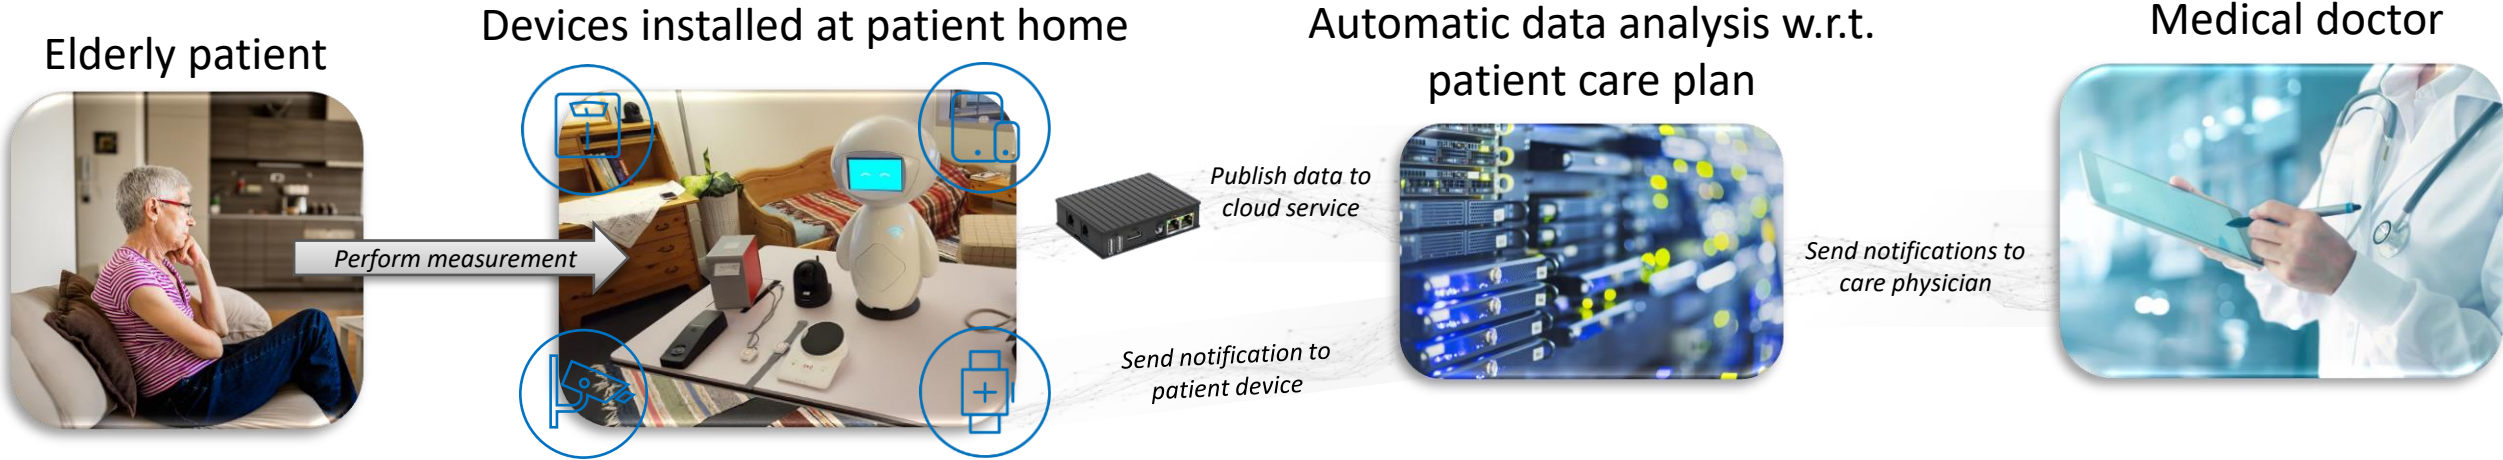 Elderly patient
Devices installed at patient home
Automatic data analysis w.r.t.
patient care plan
Medical doctor
Perform measurement
Publish data to
cloud service
Send notification to
patient device
Send notifications to
care physician